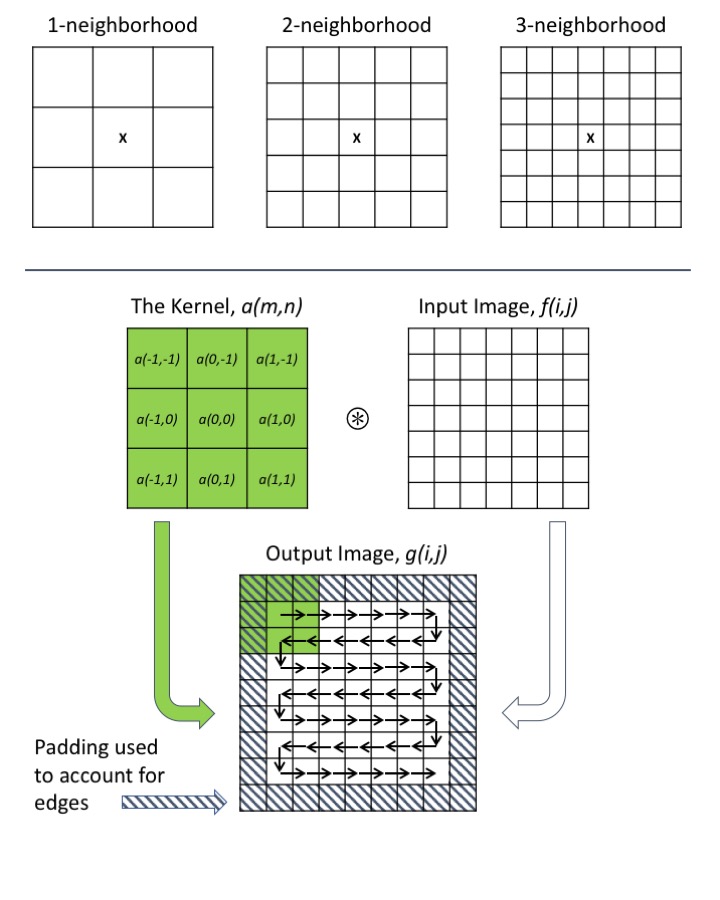 1-neighborhood 2-neighborhood 3-neighborhood
x x x
The Kernel, a(m,n) Input Image, f(i,j)
a(-1,-1) a(0,-1) a(1,-1)
a(-1,0) a(0,0) a(1,0)
a(-1,1) a(0,1) a(1,1)
Output Image, g(i,j)
Padding used
to account for
edges